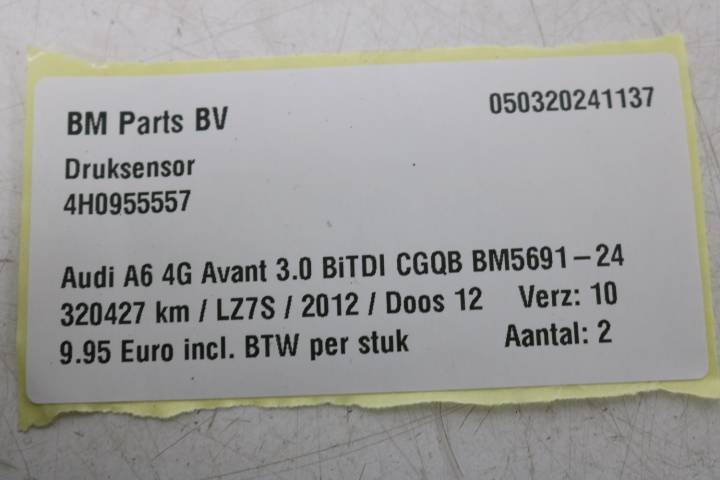 BM Parts BV 050320241137
Druksensor
4H0955557
Audi A6 4G Avant 3.0 BiTDI CGQB BM5691-24
320427 km / LZ7S / 2012 / Doos 12 Verz: 10
9.95 Euro incl. BTW per stuk Aantal: 2